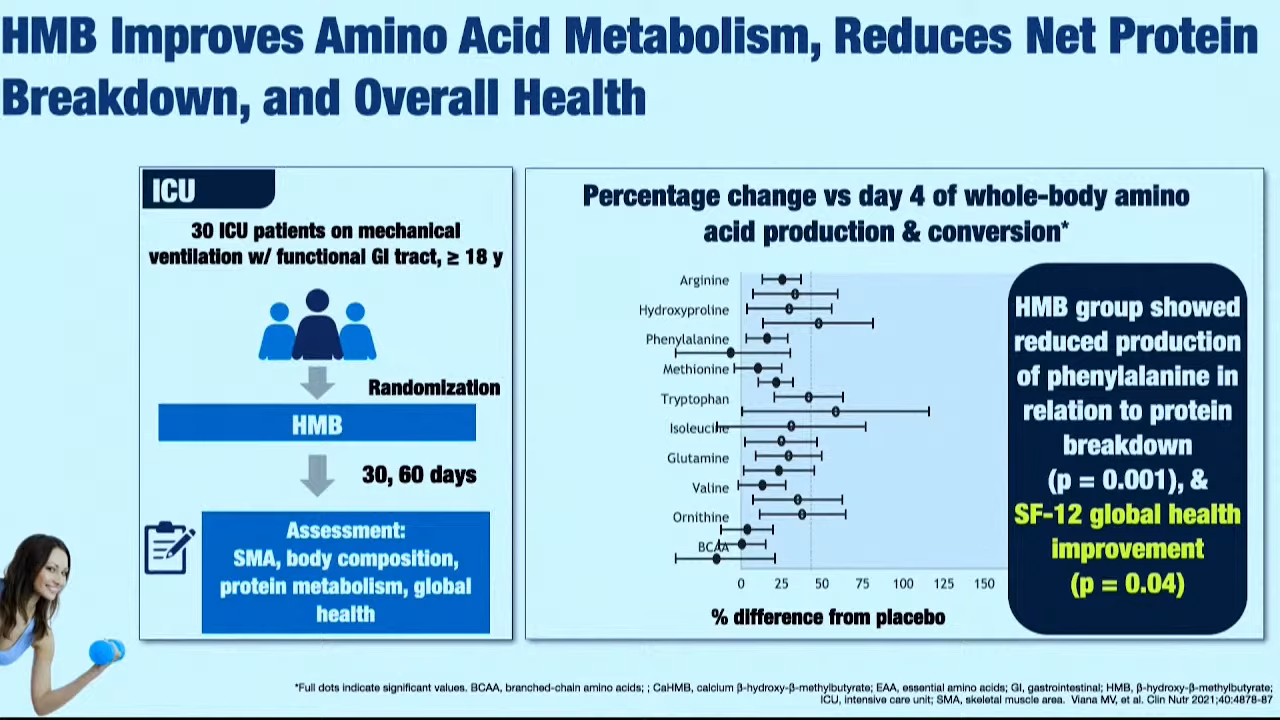 HMB Improves Amino Acid Metabolism, Reduces Net Protein
Breakdown, and Overall Health
ICU
30 ICU patients on mechanical
ventilation w/ functional GI tract, ≥ 18 y
Randomization
HMB
30, 60 days
Assessment:
SMA, body composition,
protein metabolism, global
health
Percentage change vs day 4 of whole-body amino
acid production & conversion*
Arginine
Hydroxyproline
Phenylalanine
Methionine
Tryptophan
Isoleucine
Glutamine
Valine
Ornithine
BCAA
0 25 50 75 100 125 150
% difference from placebo
HMB group showed
reduced production
of phenylalanine in
relation to protein
breakdown
(p = 0.001), &
SF-12 global health
improvement
(p = 0.04)
*Full dots indicate significant values. BCAA, branched-chain amino acids; ; CaHMB, calcium β-hydroxy-β-methylbutyrate; EAA, essential amino acids; GI, gastrointestinal; HMB, β-hydroxy-β-methylbutyrate;
ICU, intensive care unit; SMA, skeletal muscle area. Viana MV, et al. Clin Nutr 2021;40:4878-87